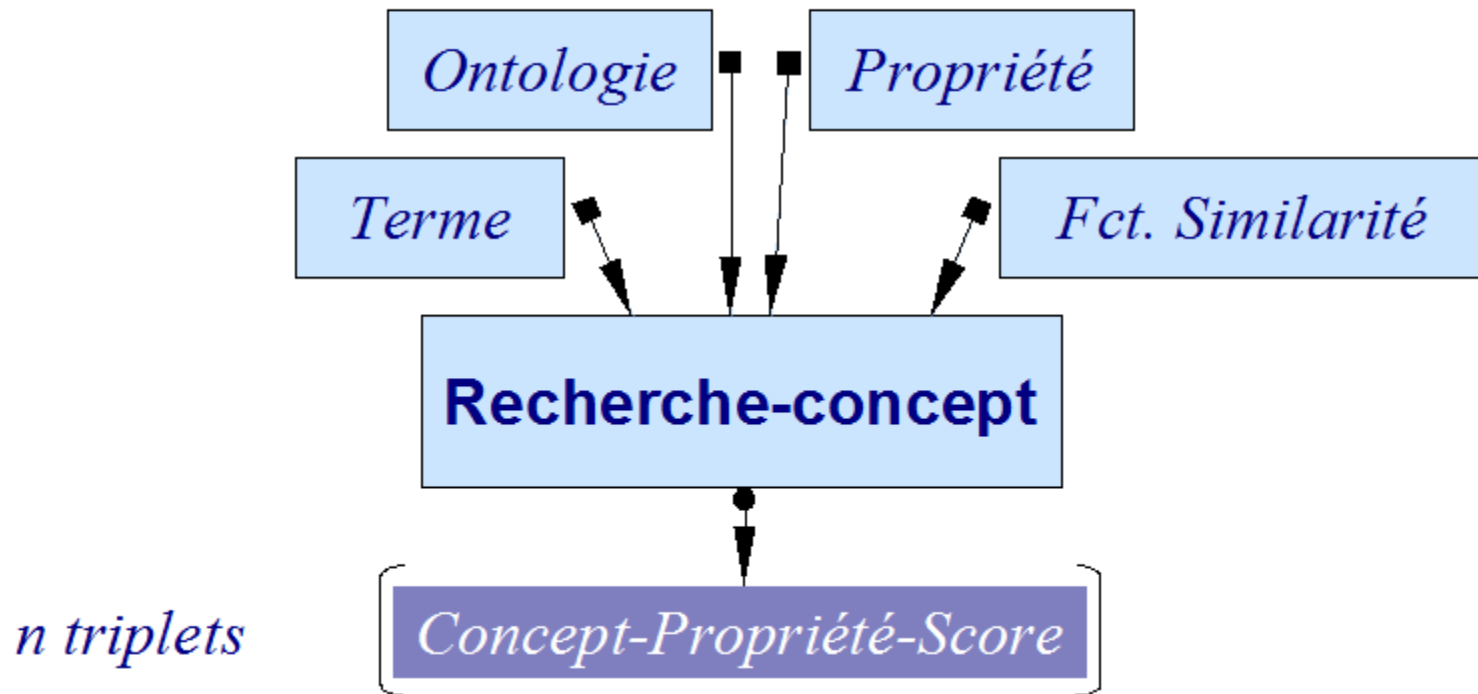 Ontologie
Propriété
Terme
Fct. Similarité
Recherche-concept
n triplets
Concept-Propriété-Score